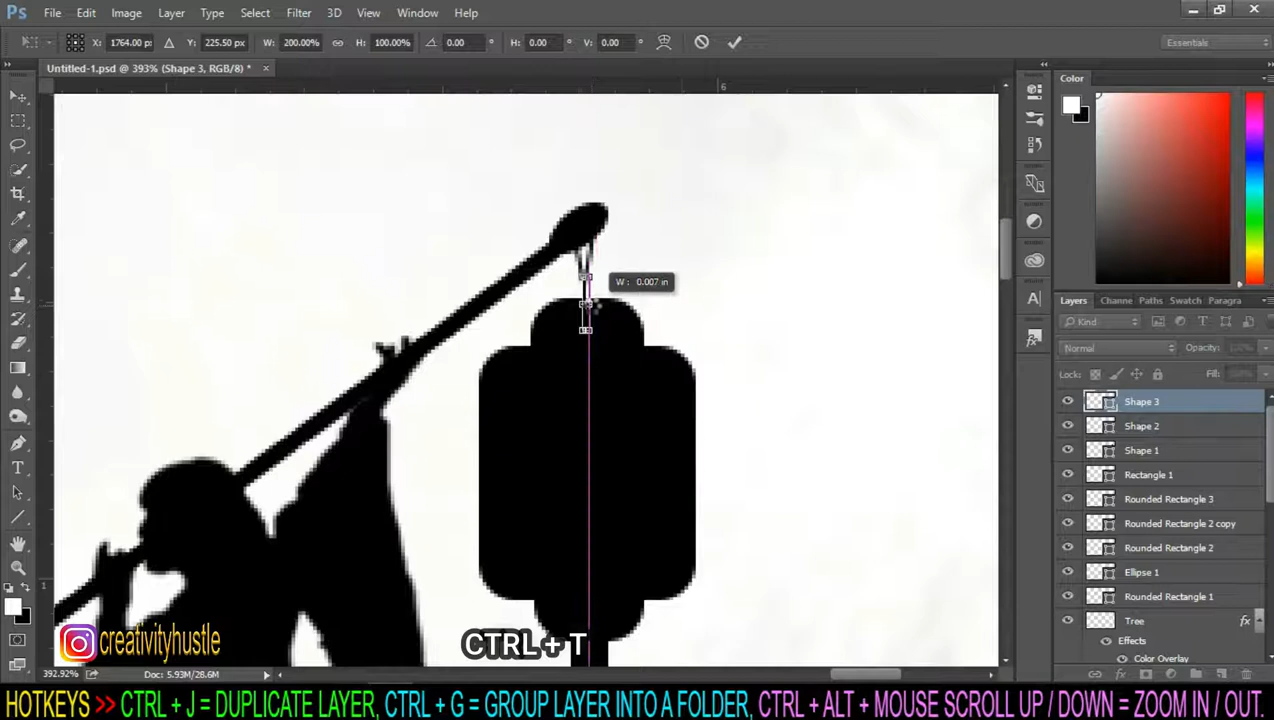 Ps File Edit Image Layer Type Select Filter 3D View Window Help
X: 1764.00 px Y: 225.50 px W: 200.00% H: 100.00% 0.00 ° H: 0.00 ° V: 0.00 ° Essentials
Untitled-1.psd @ 393% (Shape 3, RGB/8) * ×
Color
6
W : 0.007 in
Layers Channe Paths Swatch Paragra
Kind
Normal Opacity:
Lock: Fill:
Shape 3
Shape 2
Shape 1
Rectangle 1
Rounded Rectangle 3
Rounded Rectangle 2 copy
Rounded Rectangle 2
Ellipse 1
Rounded Rectangle 1
Tree fx
Effects
Color Overlay
1
creativityhustle
CTRL + T
392.92% Doc: 5.93M/28.6M
HOTKEYS >> CTRL + J = DUPLICATE LAYER, CTRL + G = GROUP LAYER INTO A FOLDER, CTRL + ALT + MOUSE SCROLL UP / DOWN = ZOOM IN / OUT.